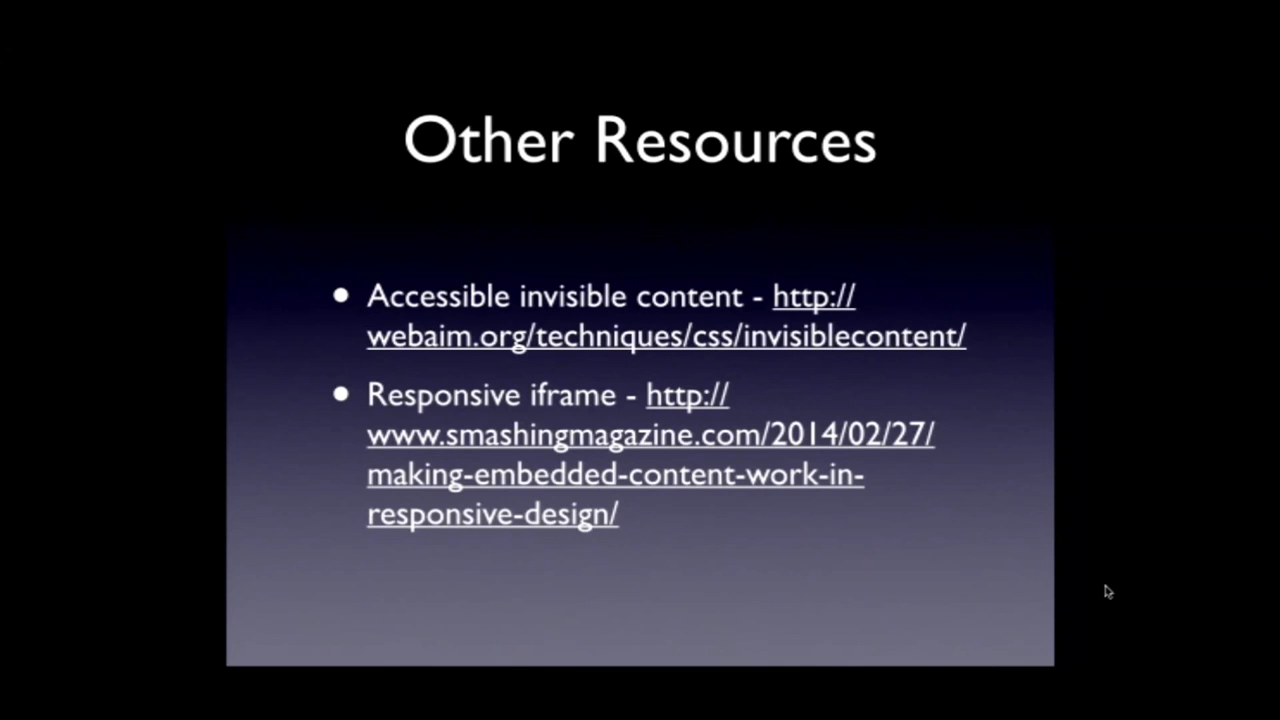 Other Resources
• Accessible invisible content - http://
webaim.org/techniques/css/invisiblecontent/
• Responsive iframe - http://
www.smashingmagazine.com/2014/02/27/
making-embedded-content-work-in-
responsive-design/